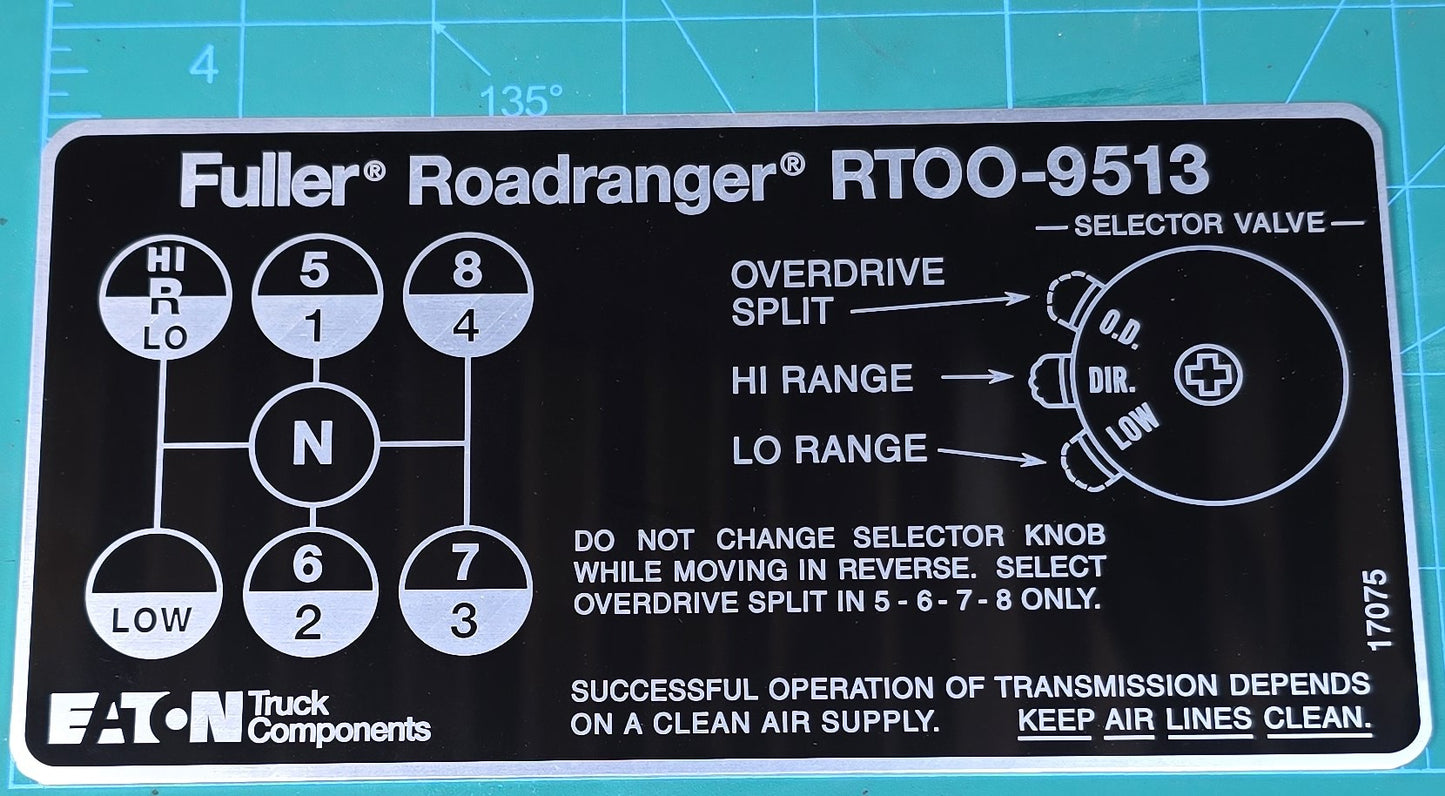 4
135°
Fuller® Roadranger® RTOO-9513
— SELECTOR VALVE —
HI
R
LO
5
1
8
4
N
LOW
6
2
7
3
OVERDRIVE
SPLIT
HI RANGE
LO RANGE
O.D.
DIR.
LOW
DO NOT CHANGE SELECTOR KNOB
WHILE MOVING IN REVERSE. SELECT
OVERDRIVE SPLIT IN 5 - 6 - 7 - 8 ONLY.
17075
EATON Truck
Components
SUCCESSFUL OPERATION OF TRANSMISSION DEPENDS
ON A CLEAN AIR SUPPLY. KEEP AIR LINES CLEAN.